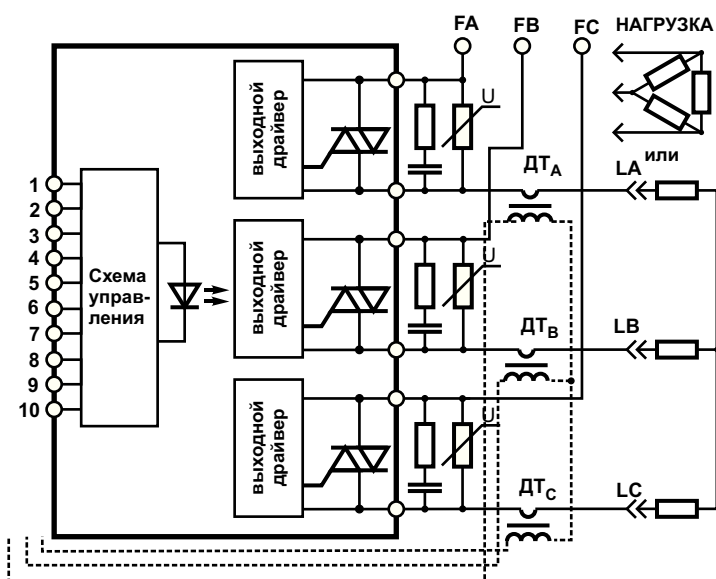 FA
FB
FC
НАГРУЗКА
или
выходной
драйвер
U
ДТA
LA
1
2
3
4
5
6
7
8
9
10
Схема
управ-
ления
выходной
драйвер
U
ДТB
LB
выходной
драйвер
U
ДТC
LC